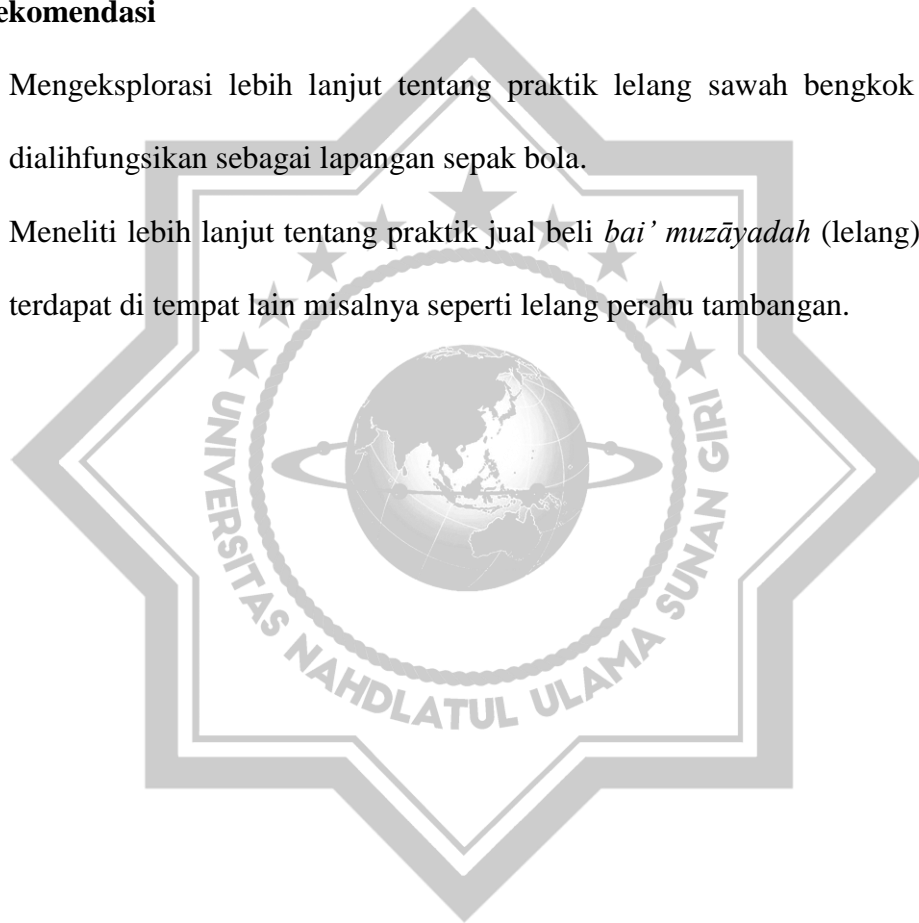 ekomendasi
Mengeksplorasi lebih lanjut tentang praktik lelang sawah bengkok
dialihfungsikan sebagai lapangan sepak bola.
Meneliti lebih lanjut tentang praktik jual beli bai’ muzāyadah (lelang)
terdapat di tempat lain misalnya seperti lelang perahu tambangan.
UNIVERSITAS NAHDLATUL ULAMA SUNAN GIRI